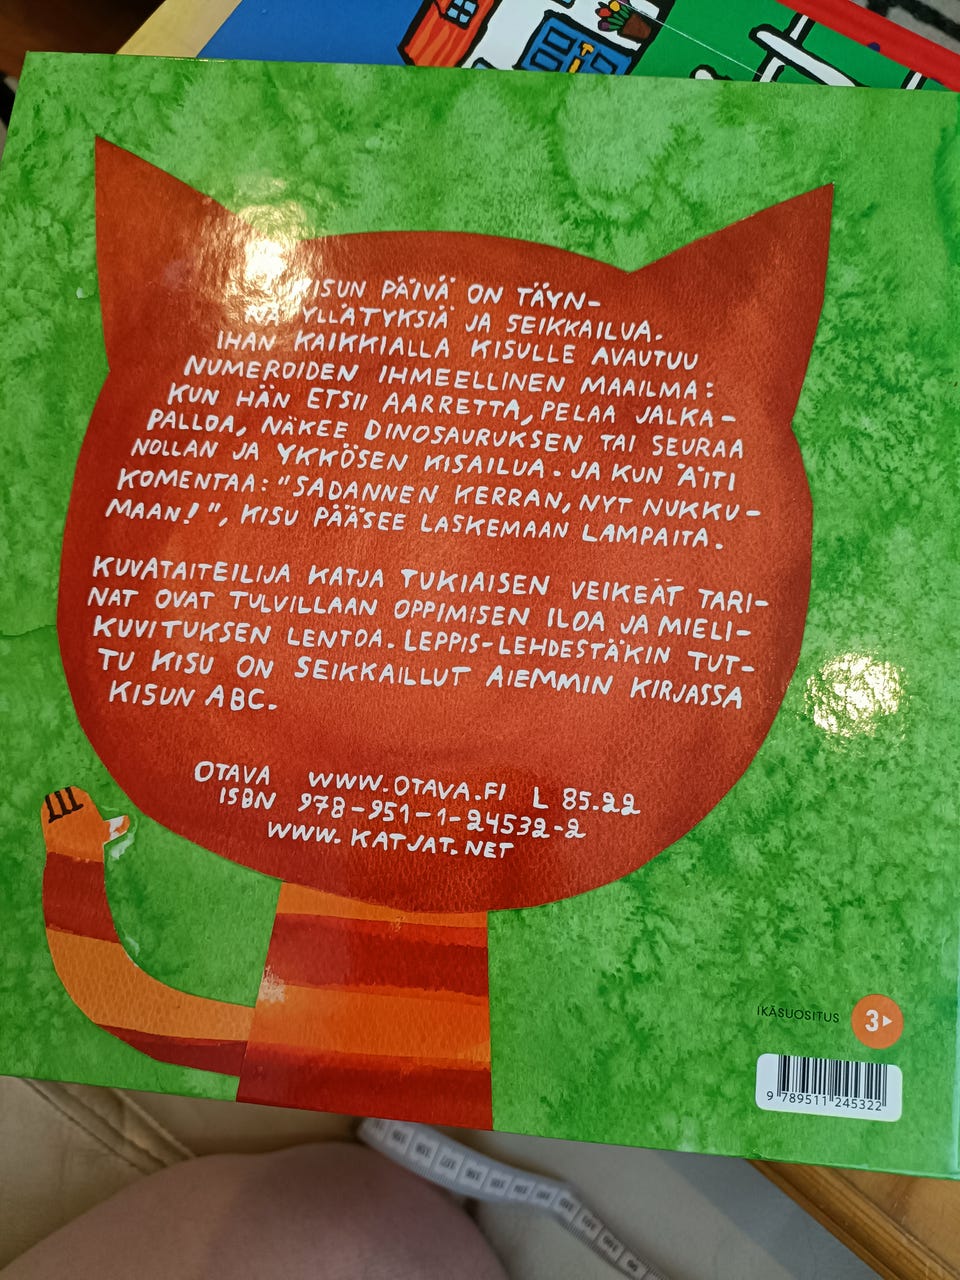 KISUN PÄIVÄ ON TÄYN-
NÄ YLLÄTYKSIÄ JA SEIKKAILUA.
IHAN KAIKKIALLA KISULLE AVAUTUU
NUMEROIDEN IHMEELLINEN MAAILMA:
KUN HÄN ETSII AARRETTA, PELAA JALKA-
PALLOA, NÄKEE DINOSAURUKSEN TAI SEURAA
NOLLAN JA YKKÖSEN KISAILUA. JA KUN ÄITI
KOMENTAA: "SADANNEN KERRAN, NYT NUKKU-
MAAN!", KISU PÄÄSEE LASKEMAAN LAMPAITA.
KUVATAITEILIJA KATJA TUKIAISEN VEIKEÄT TARI-
NAT OVAT TULVILLAAN OPPIMISEN ILOA JA MIELI-
KUVITUKSEN LENTOA. LEPPIS-LEHDESTÄKIN TUT-
TU KISU ON SEIKKAILLUT AIEMMIN KIRJASSA
KISUN ABC.
OTAVA WWW.OTAVA.FI L 85.22
ISBN 978-951-1-24532-2
WWW.KATJAT.NET
IKÄSUOSITUS 3
9 789511 245322